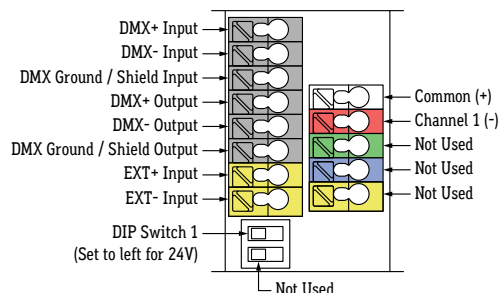 DMX+ Input
DMX- Input
DMX Ground / Shield Input
DMX+ Output
DMX- Output
DMX Ground / Shield Output
EXT+ Input
EXT- Input
DIP Switch 1
(Set to left for 24V)
Common (+)
Channel 1 (-)
Not Used
Not Used
Not Used
Not Used